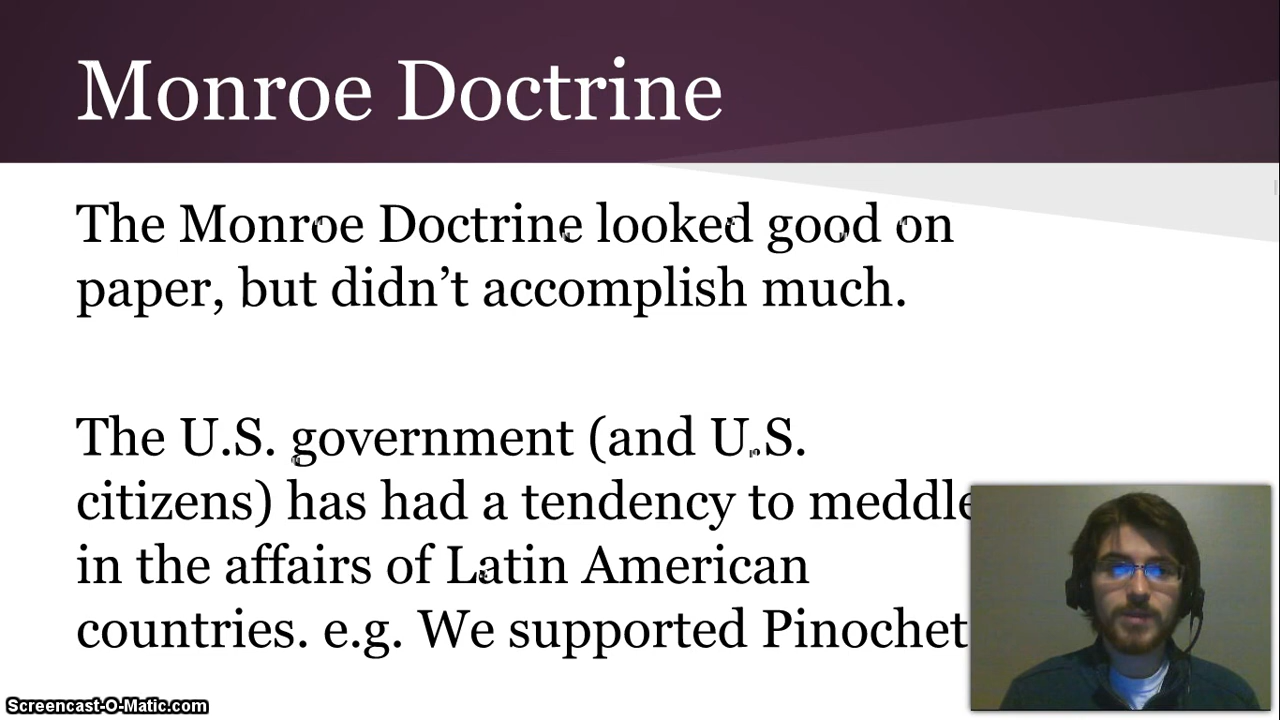 Monroe Doctrine
The Monroe Doctrine looked good on
paper, but didn’t accomplish much.
The U.S. government (and U.S.
citizens) has had a tendency to meddle
in the affairs of Latin American
countries. e.g. We supported Pinochet
Screencast-O-Matic.com